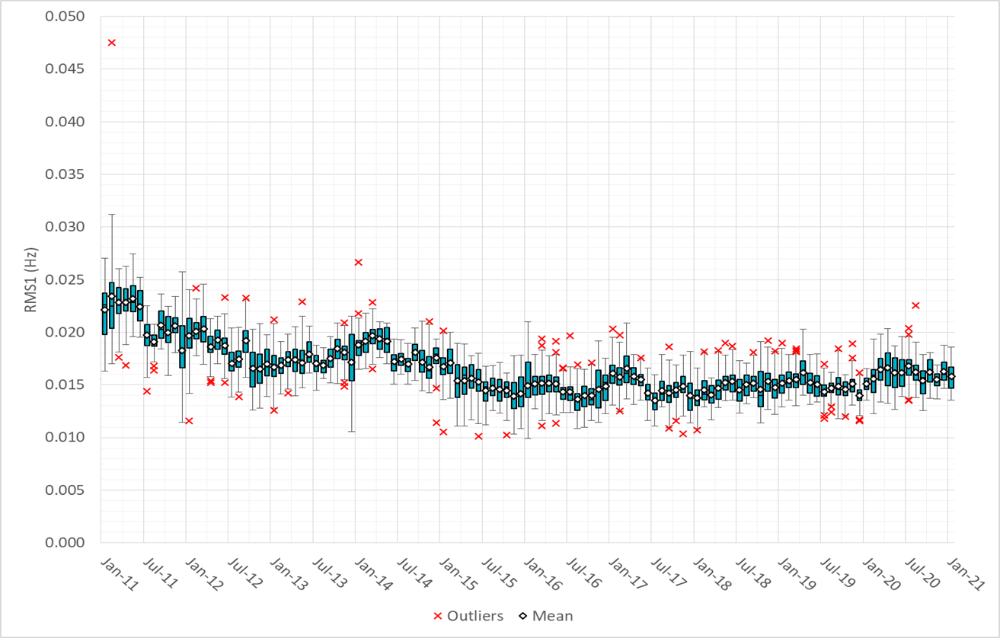 0.050
0.045
0.040
0.035
0.030
0.025
0.020
0.015
0.010
0.005
0.000
RMS1 (Hz)
Jan-11
Jul-11
Jan-12
Jul-12
Jan-13
Jul-13
Jan-14
Jul-14
Jan-15
Jul-15
Jan-16
Jul-16
Jan-17
Jul-17
Jan-18
Jul-18
Jan-19
Jul-19
Jan-20
Jul-20
Jan-21
Outliers Mean